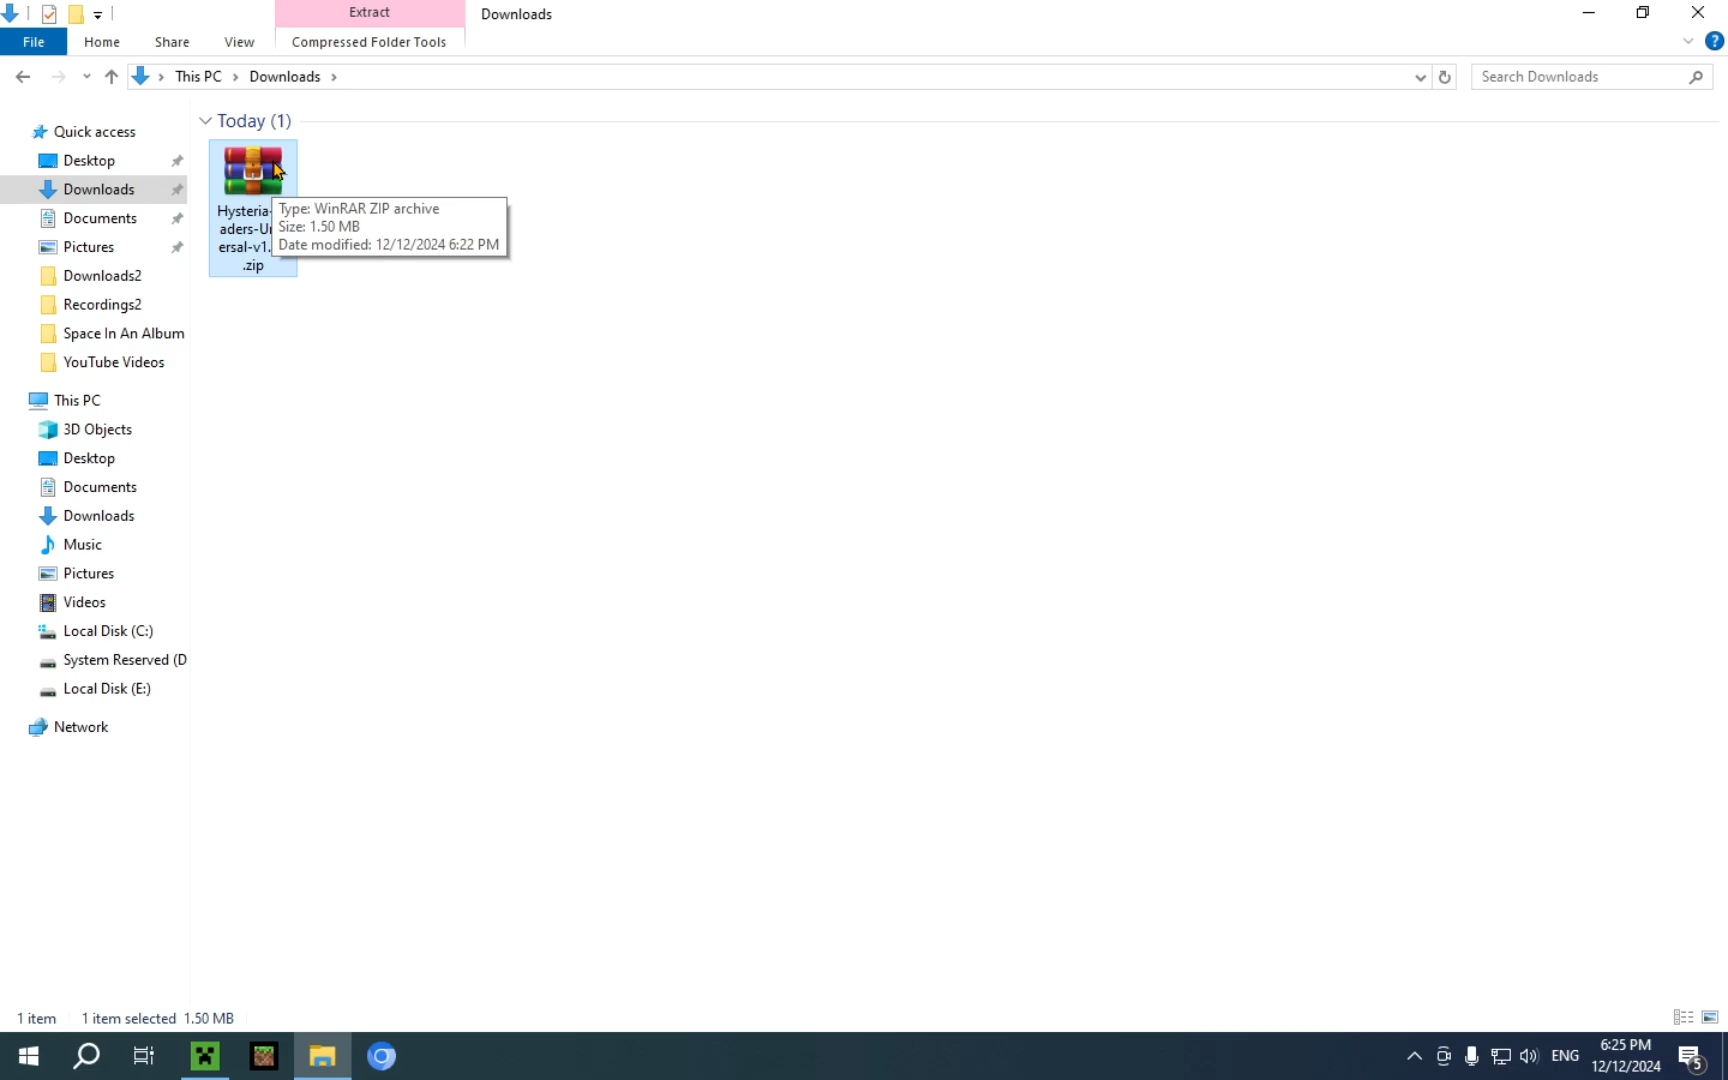 Extract
Downloads
File
Home
Share
View
Compressed Folder Tools
This PC
Downloads
Search Downloads
Quick access
Desktop
Downloads
Documents
Pictures
Downloads2
Recordings2
Space In An Album
YouTube Videos
This PC
3D Objects
Desktop
Documents
Downloads
Music
Pictures
Videos
Local Disk (C:)
System Reserved (D
Local Disk (E:)
Network
Today (1)
Hysteria-
aders-Un
ersal-v1.
.zip
Type: WinRAR ZIP archive
Size: 1.50 MB
Date modified: 12/12/2024 6:22 PM
1 item
1 item selected 1.50 MB
ENG
6:25 PM
12/12/2024
5